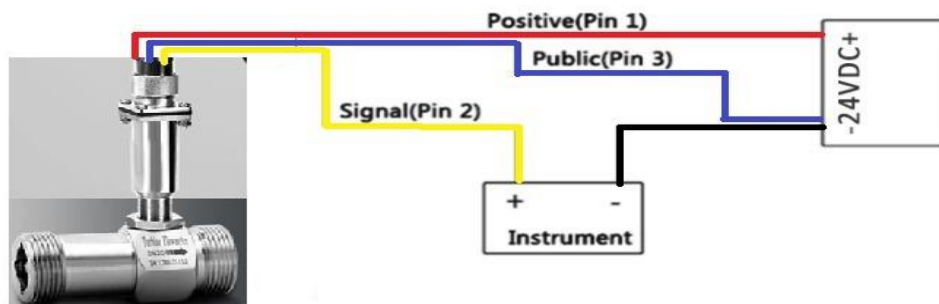 Positive(Pin 1)
Public(Pin 3)
Signal(Pin 2)
-24VDC+
+ -
Instrument